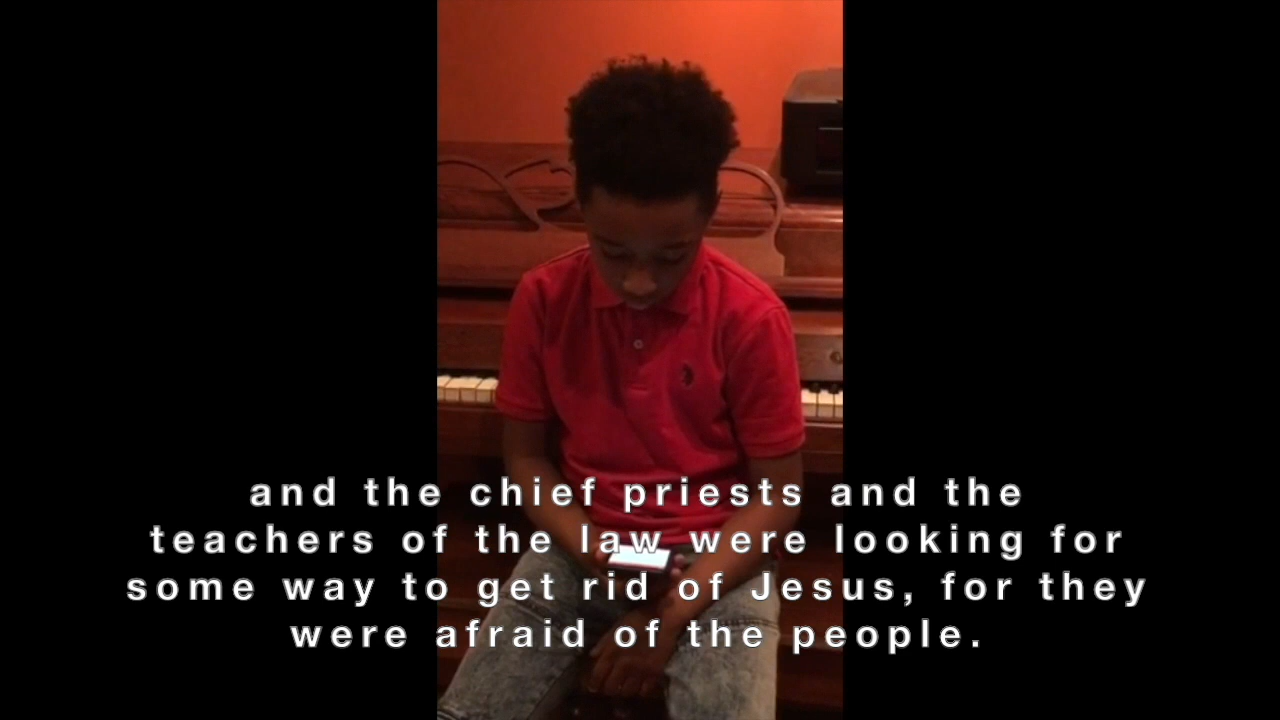 and the chief priests and the
teachers of the law were looking for
some way to get rid of Jesus, for they
were afraid of the people.